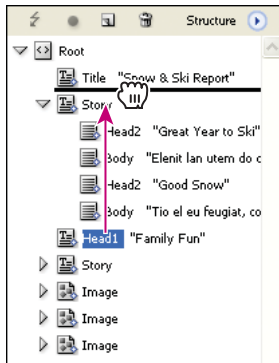 Structure
Root
Title "Snow & Ski Report"
Story
Head2 "Great Year to Ski"
Body "Elenit lan utem do c
Head2 "Good Snow"
Body "Tio el eu feugiat, co
Head1 "Family Fun"
Story
Image
Image
Image